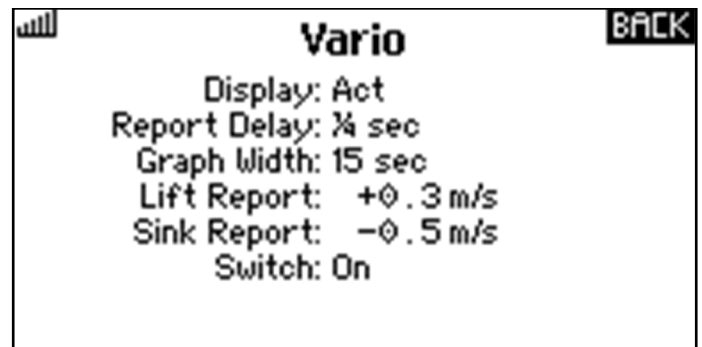 BACK
Vario
Display: Act
Report Delay: ¼ sec
Graph Width: 15 sec
Lift Report: +0.3 m/s
Sink Report: -0.5 m/s
Switch: On